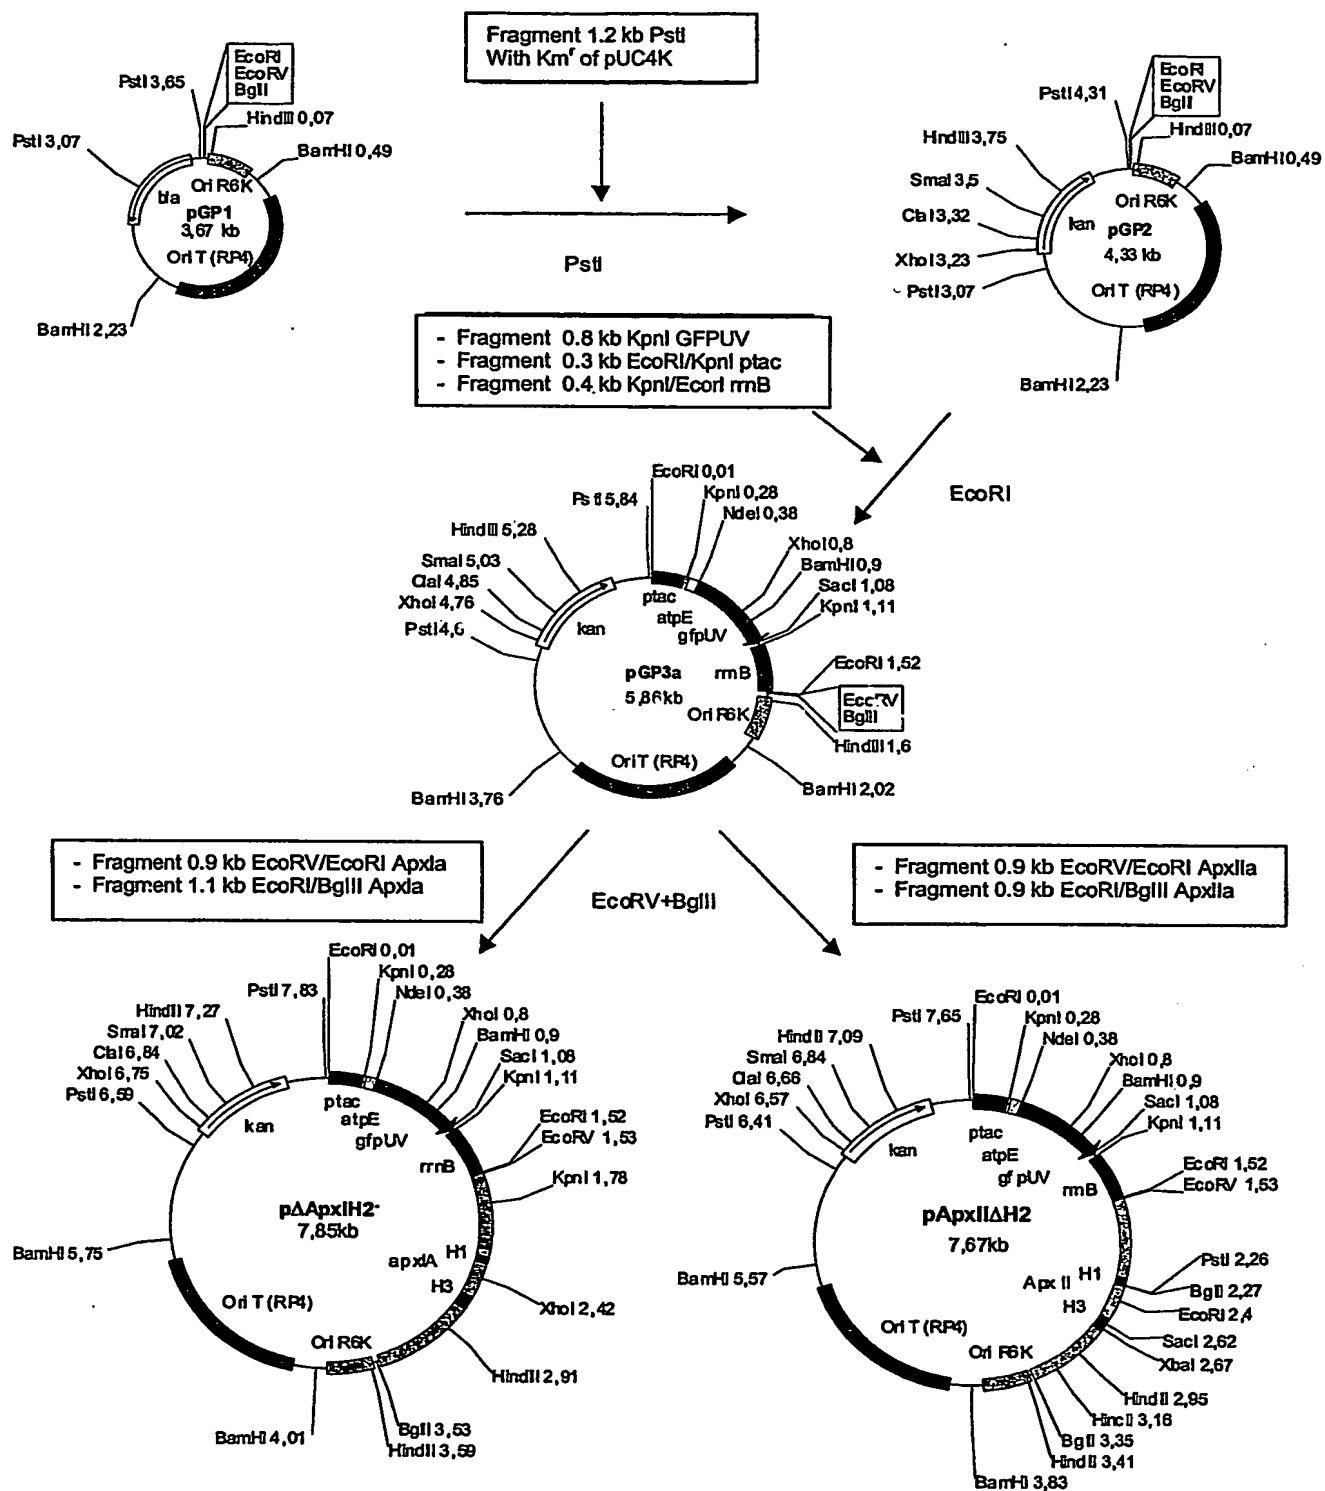 Fragment 1.2 kb PstI
With Kmr of pUC4K
EcoRI
EcoRV
BglII
PstI 3,65
HindIII 0,07
PstI 3,07
BamHI 0,49
Ori R6K
bla
pGP1
3,67 kb
Ori T (RP4)
BamHI 2,23
PstI
EcoRI
EcoRV
BglII
PstI 4,31
HindIII 0,07
HindIII 3,75
BamHI 0,49
SmaI 3,5
Ori R6K
ClaI 3,32
kan
pGP2
4,33 kb
XhoI 3,23
PstI 3,07
Ori T (RP4)
BamHI 2,23
- Fragment 0.8 kb KpnI GFPUV
- Fragment 0.3 kb EcoRI/KpnI ptac
- Fragment 0.4 kb KpnI/EcorI rrnB
EcoRI
EcoRI 0,01
PstI 5,84
KpnI 0,28
NdeI 0,38
HindIII 5,28
XhoI 0,8
SmaI 5,03
BamHI 0,9
ClaI 4,85
SacI 1,08
XhoI 4,76
KpnI 1,11
PstI 4,6
ptac
atpE
gfpUV
kan
pGP3a
5,86kb
rrnB
EcoRI 1,52
EcoRV
BglII
Ori R6K
HindIII 1,6
Ori T (RP4)
BamHI 2,02
BamHI 3,76
- Fragment 0.9 kb EcoRV/EcoRI ApxIa
- Fragment 1.1 kb EcoRI/BglII ApxIa
EcoRV+BglII
- Fragment 0.9 kb EcoRV/EcoRI ApxIIa
- Fragment 0.9 kb EcoRI/BglII ApxIIa
EcoRI 0,01
KpnI 0,28
PstI 7,83
NdeI 0,38
HindIII 7,27
XhoI 0,8
SmaI 7,02
BamHI 0,9
ClaI 6,84
SacI 1,08
XhoI 6,75
KpnI 1,11
PstI 6,59
ptac
atpE
gfpUV
kan
rrnB
EcoRI 1,52
EcoRV 1,53
KpnI 1,78
pΔApxIH2-
7,85kb
BamHI 5,75
apxIA
H1
H3
XhoI 2,42
Ori T (RP4)
Ori R6K
HindIII 2,91
BglII 3,53
HindIII 3,59
BamHI 4,01
EcoRI 0,01
PstI 7,65
KpnI 0,28
NdeI 0,38
HindIII 7,09
XhoI 0,8
SmaI 6,84
BamHI 0,9
ClaI 6,66
SacI 1,08
XhoI 6,57
KpnI 1,11
PstI 6,41
ptac
atpE
gfpUV
kan
rrnB
EcoRI 1,52
EcoRV 1,53
pApxIIΔH2
7,67kb
PstI 2,26
BglII 2,27
EcoRI 2,4
BamHI 5,57
Apx II
H1
H3
SacI 2,62
XbaI 2,67
Ori T (RP4)
Ori R6K
HindIII 2,95
HincII 3,16
BglII 3,35
HindIII 3,41
BamHI 3,83